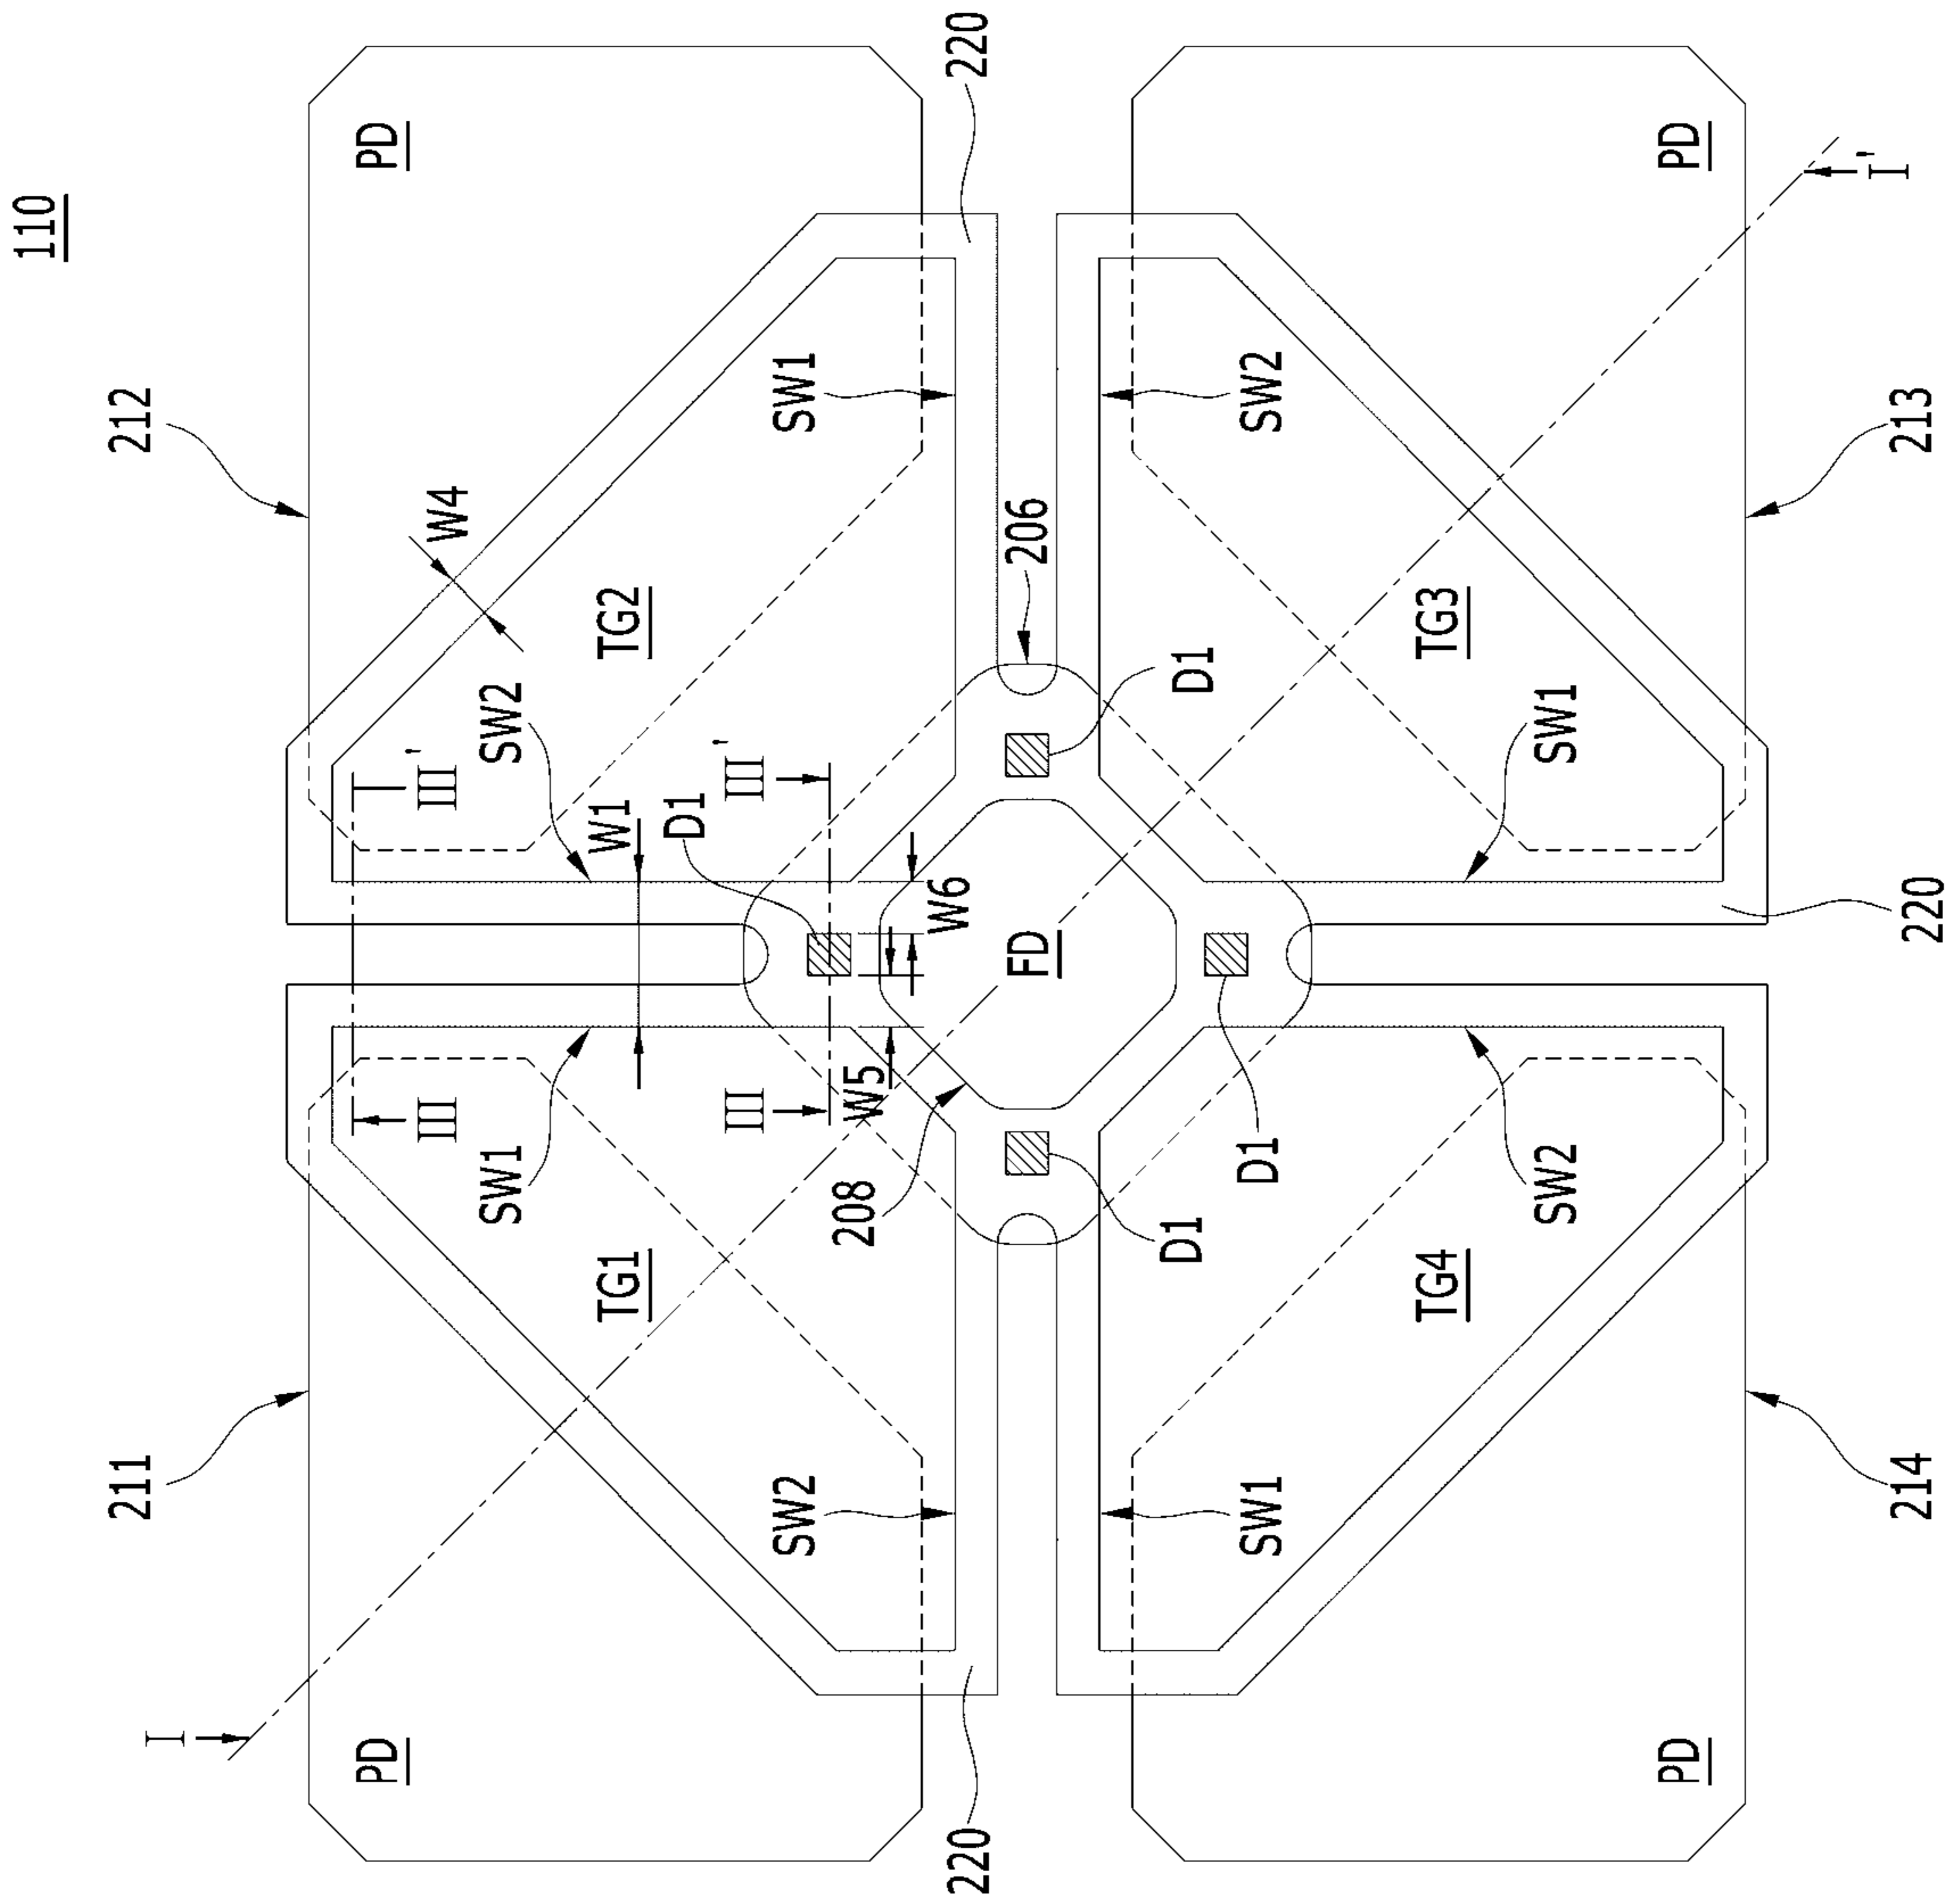 110
211
212
I
PD
PD
W4
III
III'
SW1
SW2
TG1
TG2
W1
D1
III
III'
SW2
SW1
W5
W6
208
220
220
FD
206
D1
D1
D1
SW1
SW2
TG4
TG3
SW2
SW1
PD
PD
I'
214
213
220